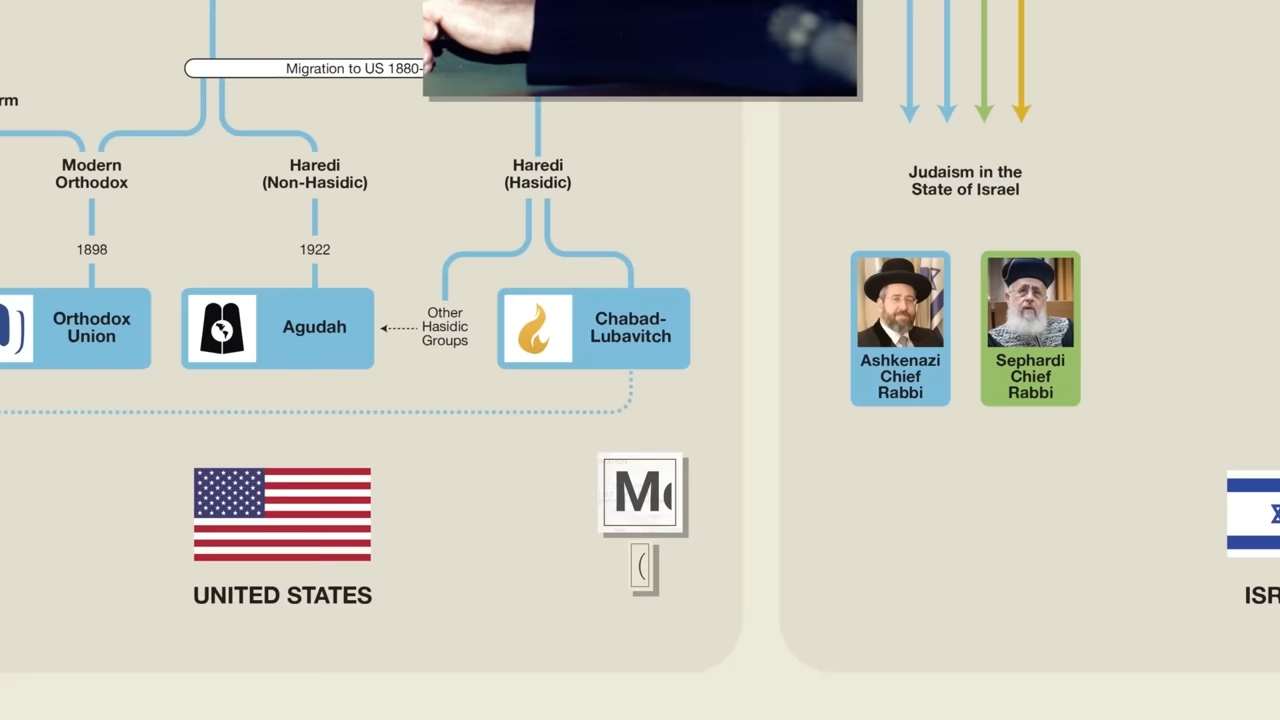 Migration to US 1880-
rm
Modern
Orthodox
Haredi
(Non-Hasidic)
Haredi
(Hasidic)
Judaism in the
State of Israel
1898
1922
Orthodox
Union
Agudah
Other
Hasidic
Groups
Chabad-
Lubavitch
Ashkenazi
Chief
Rabbi
Sephardi
Chief
Rabbi
M
(
UNITED STATES
ISR